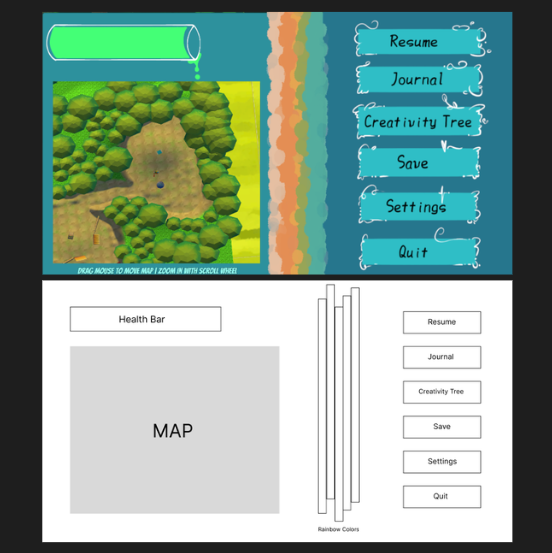 Resume
Journal
Creativity Tree
Save
Settings
Quit
DRAG MOUSE TO MOVE MAP | ZOOM IN WITH SCROLL WHEEL
Health Bar
MAP
Rainbow Colors
Resume
Journal
Creativity Tree
Save
Settings
Quit